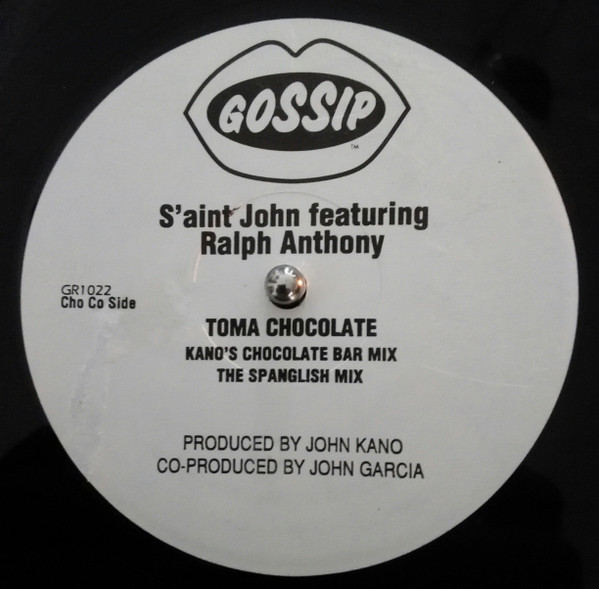 GOSSIP
TM
S'aint John featuring
Ralph Anthony
GR1022
Cho Co Side
TOMA CHOCOLATE
KANO'S CHOCOLATE BAR MIX
THE SPANGLISH MIX
PRODUCED BY JOHN KANO
CO-PRODUCED BY JOHN GARCIA